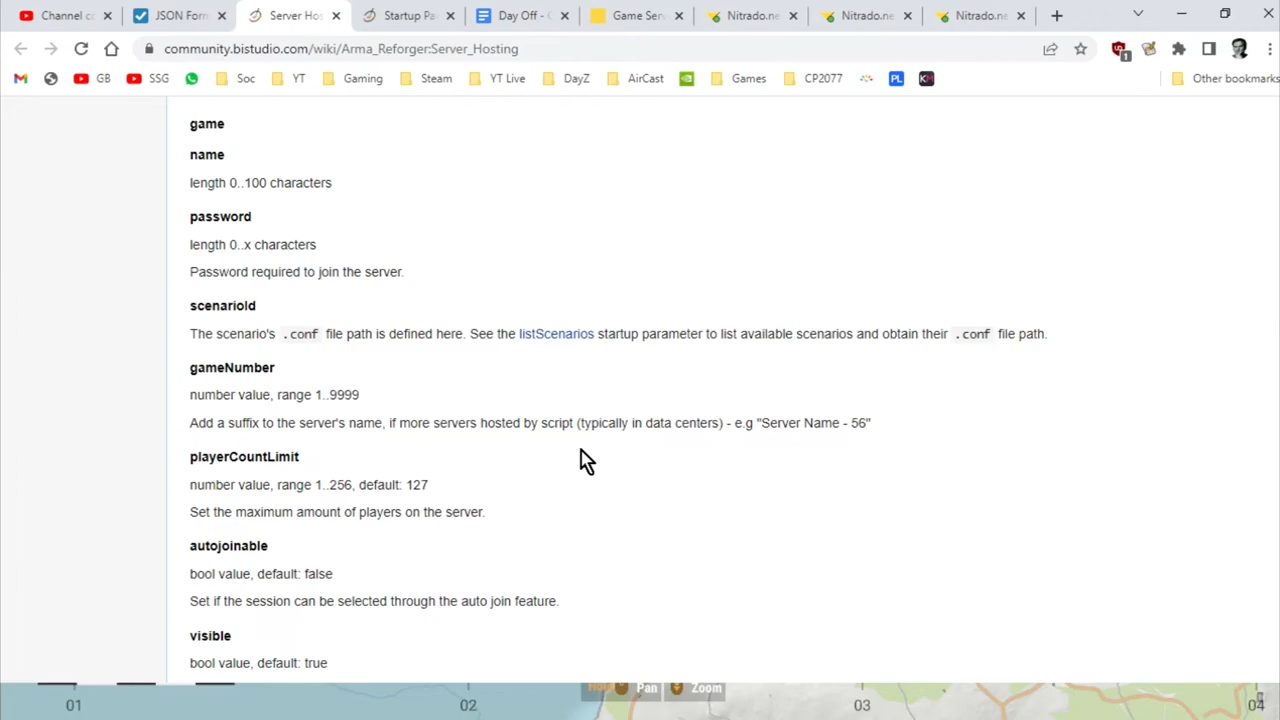 Channel co
JSON Form
Server Hos
Startup Pa
Day Off - G
Game Serv
Nitrado.ne
Nitrado.ne
Nitrado.ne
community.bistudio.com/wiki/Arma_Reforger:Server_Hosting
1
GB
SSG
Soc
YT
Gaming
Steam
YT Live
DayZ
AirCast
Games
CP2077
PL
KM
Other bookmarks
game
name
length 0..100 characters
password
length 0..x characters
Password required to join the server.
scenarioId
The scenario's .conf file path is defined here. See the listScenarios startup parameter to list available scenarios and obtain their .conf file path.
gameNumber
number value, range 1..9999
Add a suffix to the server's name, if more servers hosted by script (typically in data centers) - e.g "Server Name - 56"
playerCountLimit
number value, range 1..256, default: 127
Set the maximum amount of players on the server.
autojoinable
bool value, default: false
Set if the session can be selected through the auto join feature.
visible
bool value, default: true
Pan Zoom
01 02 03 04